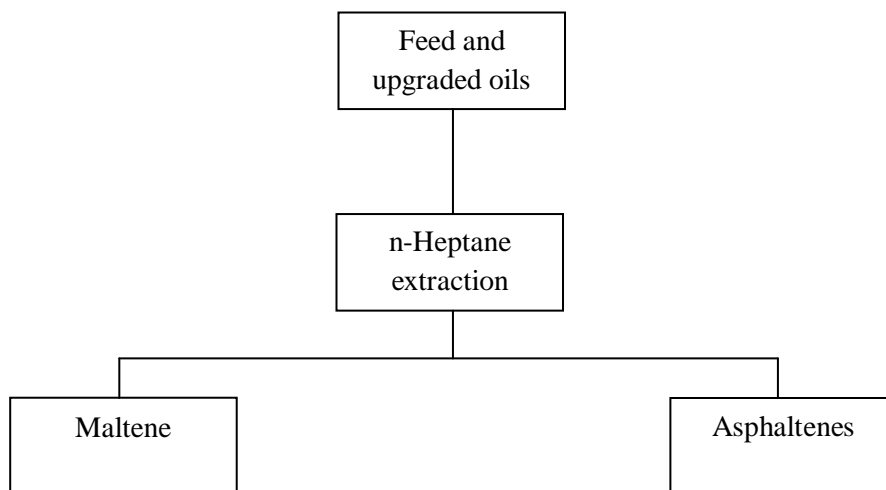 Feed and
upgraded oils
n-Heptane
extraction
Maltene
Asphaltenes